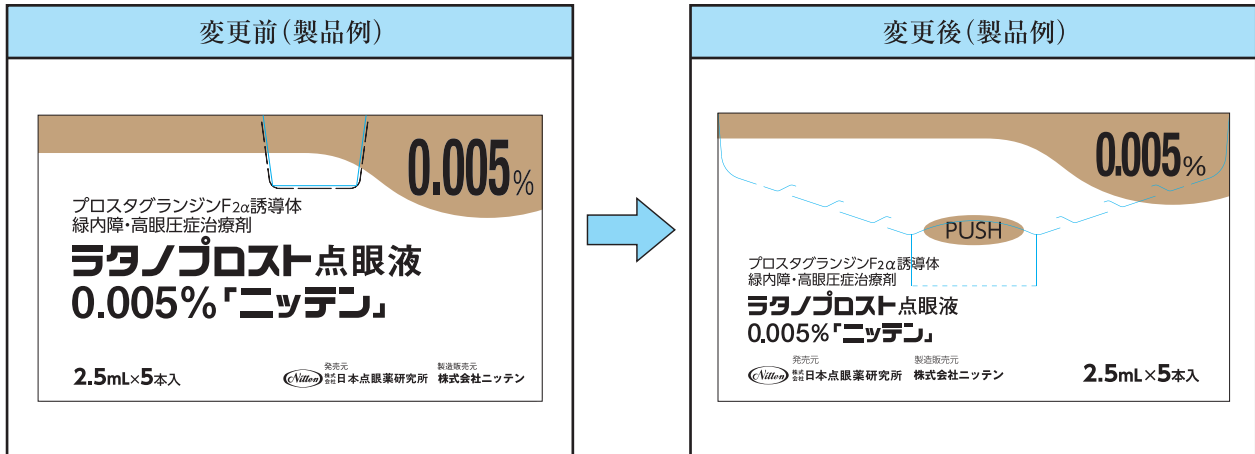 変更前(製品例)
0.005%
プロスタグランジンF2α誘導体
緑内障・高眼圧症治療剤
ラタノプロスト点眼液
0.005%「ニッテン」
2.5mL×5本入
発売元
Nitten 株式会社日本点眼薬研究所
製造販売元
株式会社ニッテン
変更後(製品例)
0.005%
PUSH
プロスタグランジンF2α誘導体
緑内障・高眼圧症治療剤
ラタノプロスト点眼液
0.005%「ニッテン」
発売元
Nitten 株式会社日本点眼薬研究所
製造販売元
株式会社ニッテン
2.5mL×5本入